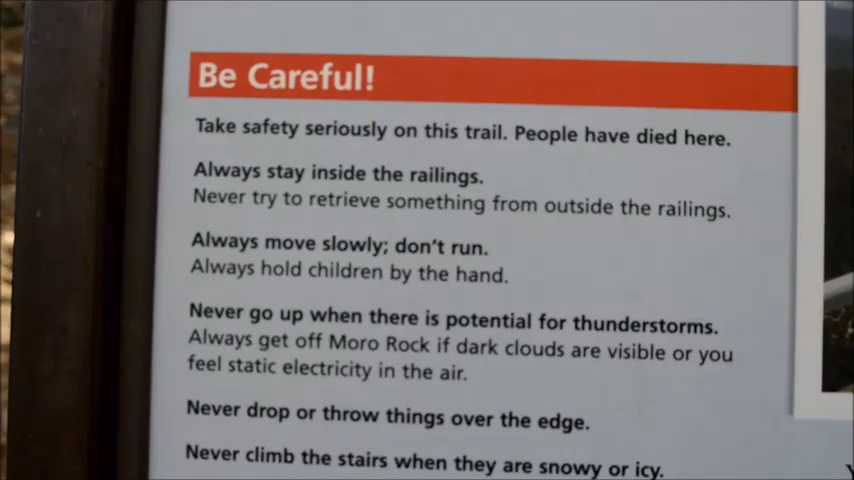 Be Careful!
Take safety seriously on this trail. People have died here.
Always stay inside the railings.
Never try to retrieve something from outside the railings.
Always move slowly; don't run.
Always hold children by the hand.
Never go up when there is potential for thunderstorms.
Always get off Moro Rock if dark clouds are visible or you
feel static electricity in the air.
Never drop or throw things over the edge.
Never climb the stairs when they are snowy or icy.